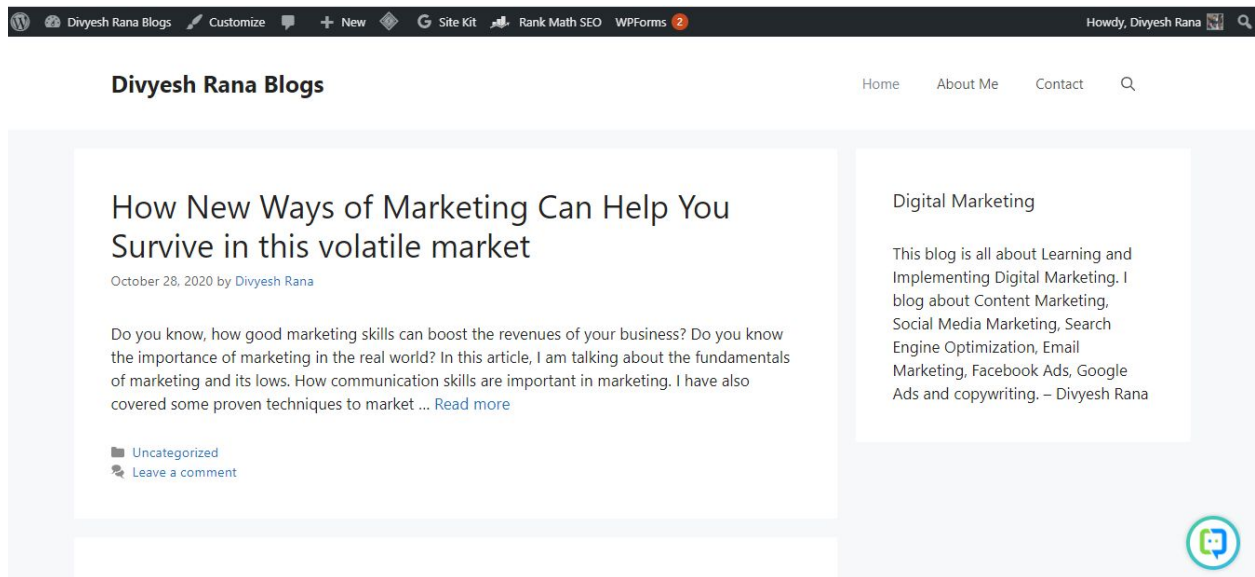 Divyesh Rana Blogs Customize New Site Kit Rank Math SEO WPForms 2 Howdy, Divyesh Rana
Divyesh Rana Blogs
Home About Me Contact
How New Ways of Marketing Can Help You
Survive in this volatile market
October 28, 2020 by Divyesh Rana
Do you know, how good marketing skills can boost the revenues of your business? Do you know
the importance of marketing in the real world? In this article, I am talking about the fundamentals
of marketing and its lows. How communication skills are important in marketing. I have also
covered some proven techniques to market ... Read more
Uncategorized
Leave a comment
Digital Marketing
This blog is all about Learning and
Implementing Digital Marketing. I
blog about Content Marketing,
Social Media Marketing, Search
Engine Optimization, Email
Marketing, Facebook Ads, Google
Ads and copywriting. – Divyesh Rana